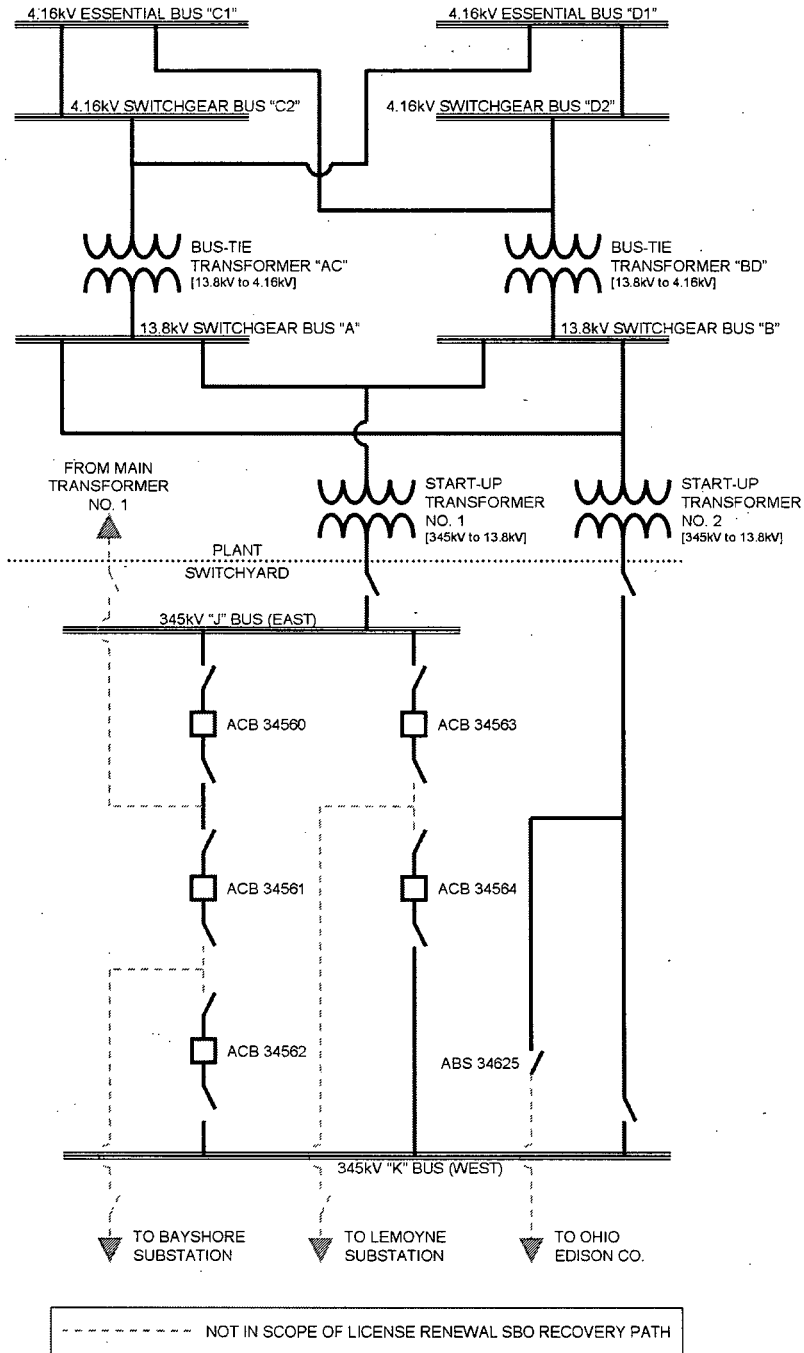 4.16kV ESSENTIAL BUS "C1"
4.16kV ESSENTIAL BUS "D1"
4.16kV SWITCHGEAR BUS "C2"
4.16kV SWITCHGEAR BUS "D2"
BUS-TIE
TRANSFORMER "AC"
[13.8kV to 4.16kV]
BUS-TIE
TRANSFORMER "BD"
[13.8kV to 4.16kV]
13.8kV SWITCHGEAR BUS "A"
13.8kV SWITCHGEAR BUS "B"
FROM MAIN
TRANSFORMER
NO. 1
START-UP
TRANSFORMER
NO. 1
[345kV to 13.8kV]
START-UP
TRANSFORMER
NO. 2
[345kV to 13.8kV]
PLANT
SWITCHYARD
345kV "J" BUS (EAST)
ACB 34560
ACB 34563
ACB 34561
ACB 34564
ACB 34562
ABS 34625
345kV "K" BUS (WEST)
TO BAYSHORE
SUBSTATION
TO LEMOYNE
SUBSTATION
TO OHIO
EDISON CO.
NOT IN SCOPE OF LICENSE RENEWAL SBO RECOVERY PATH